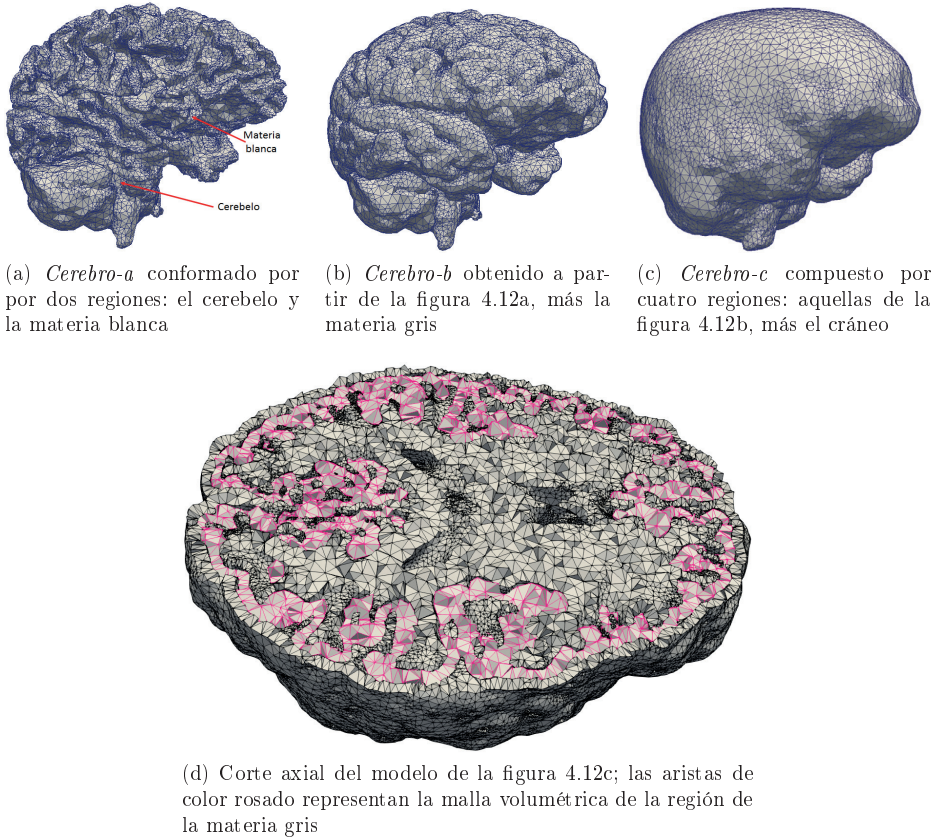 Materia
blanca
Cerebelo
(a) Cerebro-a conformado por
por dos regiones: el cerebelo y
la materia blanca
(b) Cerebro-b obtenido a par-
tir de la figura 4.12a, más la
materia gris
(c) Cerebro-c compuesto por
cuatro regiones: aquellas de la
figura 4.12b, más el cráneo
(d) Corte axial del modelo de la figura 4.12c; las aristas de
color rosado representan la malla volumétrica de la región de
la materia gris